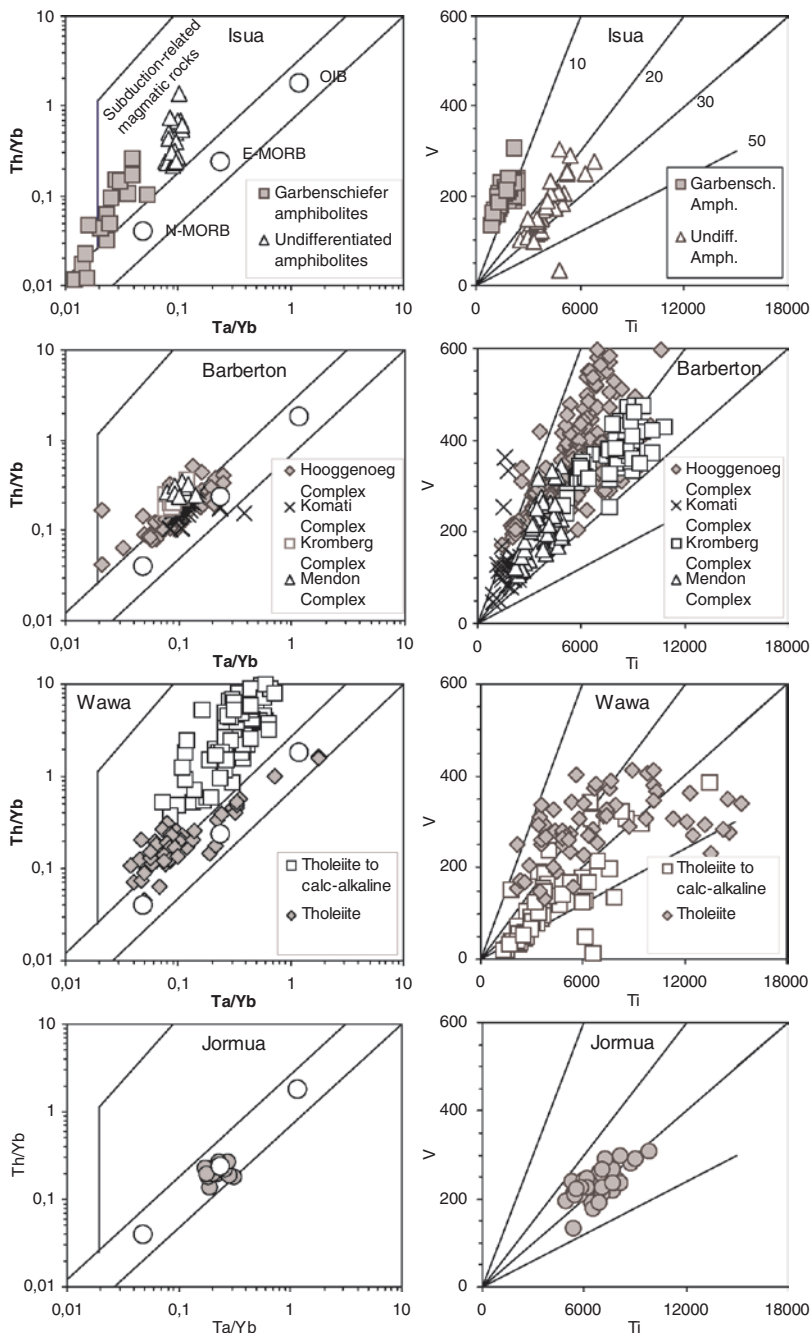 10
1
0,1
0,01
Th/Yb
0,01
0,1
1
10
Ta/Yb
Isua
Subduction-related
magmatic rocks
OIB
E-MORB
N-MORB
Garbenschiefer
amphibolites
Undifferentiated
amphibolites
600
400
200
0
V
0
6000
12000
18000
Ti
Isua
10
20
30
50
Garbensch.
Amph.
Undiff.
Amph.
10
1
0,1
0,01
Th/Yb
0,01
0,1
1
10
Ta/Yb
Barberton
Hooggenoeg
Complex
Komati
Complex
Kromberg
Complex
Mendon
Complex
600
400
200
0
V
0
6000
12000
18000
Ti
Barberton
Hooggenoeg
Complex
Komati
Complex
Kromberg
Complex
Mendon
Complex
10
1
0,1
0,01
Th/Yb
0,01
0,1
1
10
Ta/Yb
Wawa
Tholeiite to
calc-alkaline
Tholeiite
600
400
200
0
V
0
6000
12000
18000
Ti
Wawa
Tholeiite to
calc-alkaline
Tholeiite
10
1
0,1
0,01
Th/Yb
0,01
0,1
1
10
Ta/Yb
Jormua
600
400
200
0
V
0
6000
12000
18000
Ti
Jormua